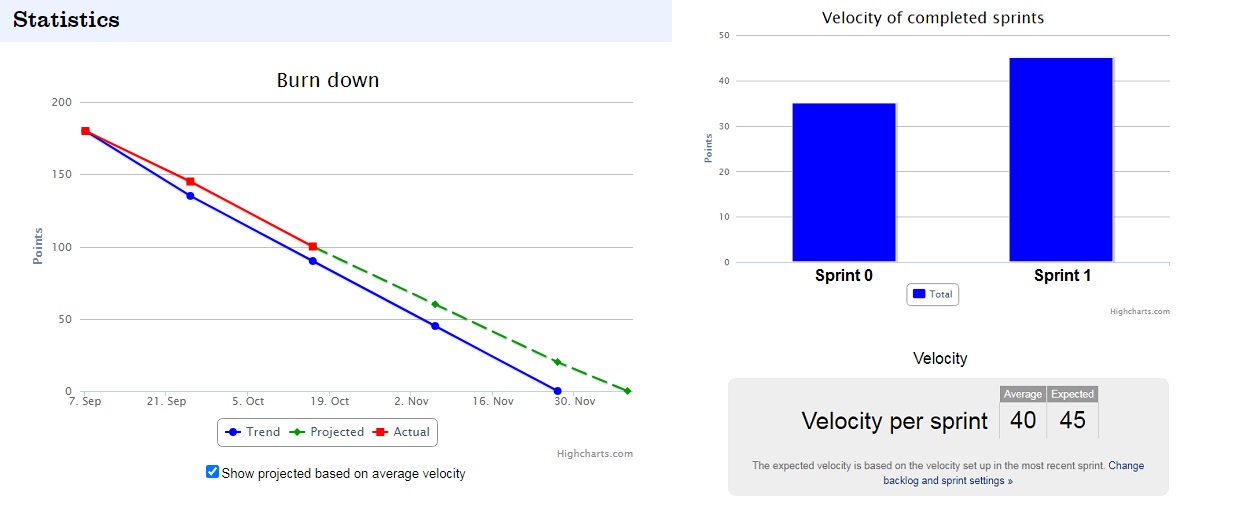 Statistics
Burn down
200
150
100
50
0
Points
7. Sep 21. Sep 5. Oct 19. Oct 2. Nov 16. Nov 30. Nov
Trend Projected Actual
Highcharts.com
Show projected based on average velocity
Velocity of completed sprints
50
40
30
20
10
0
Points
Sprint 0 Sprint 1
Total
Highcharts.com
Velocity
Average Expected
Velocity per sprint 40 45
The expected velocity is based on the velocity set up in the most recent sprint. Change
backlog and sprint settings »